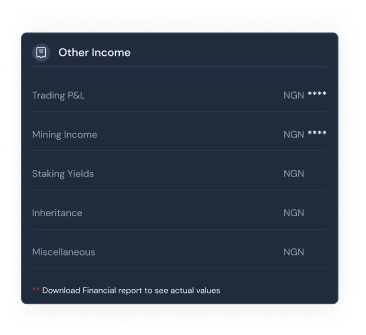 Other Income
Trading P&L NGN ****
Mining Income NGN ****
Staking Yields NGN
Inheritance NGN
Miscellaneous NGN
** Download Financial report to see actual values